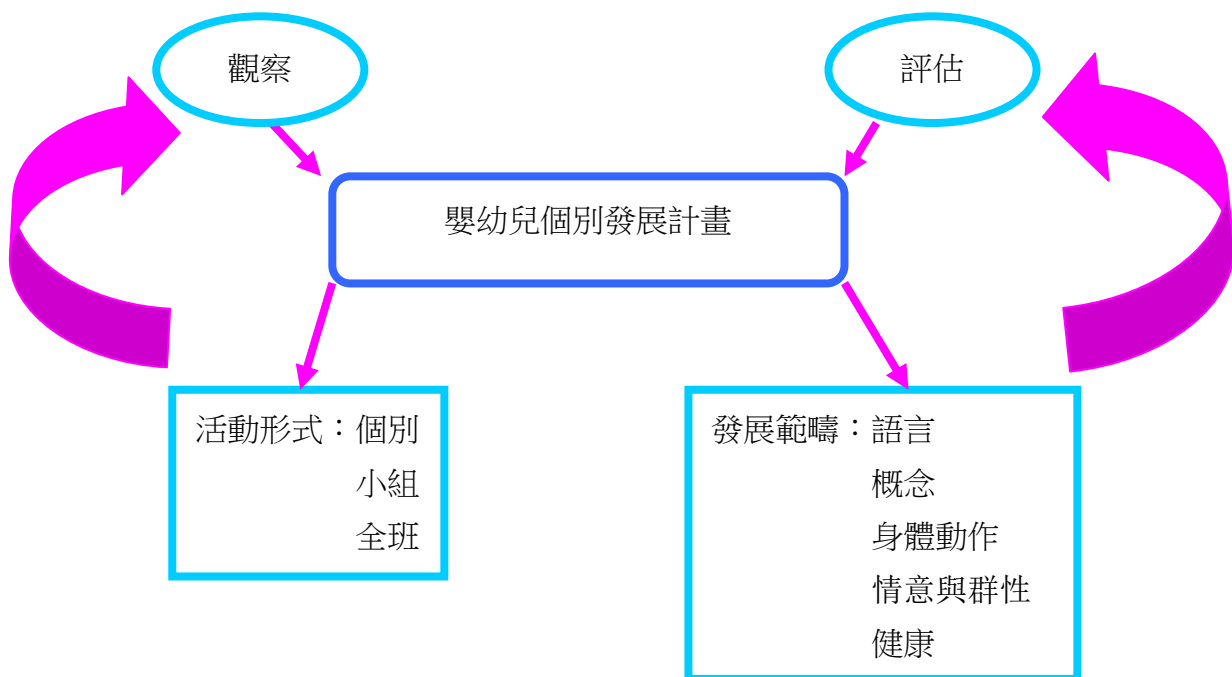 觀察
評估
嬰幼兒個別發展計畫
活動形式：個別
小組
全班
發展範疇：語言
概念
身體動作
情意與群性
健康